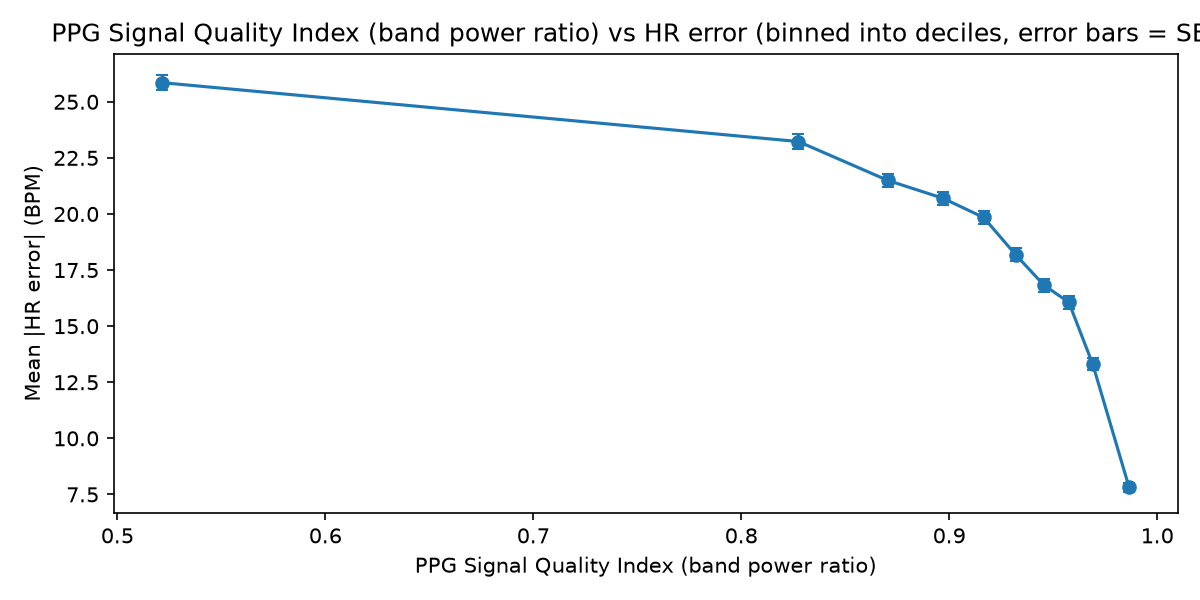 PPG Signal Quality Index (band power ratio) vs HR error (binned into deciles, error bars = SE
Mean |HR error| (BPM)
25.0
22.5
20.0
17.5
15.0
12.5
10.0
7.5
0.5 0.6 0.7 0.8 0.9 1.0
PPG Signal Quality Index (band power ratio)